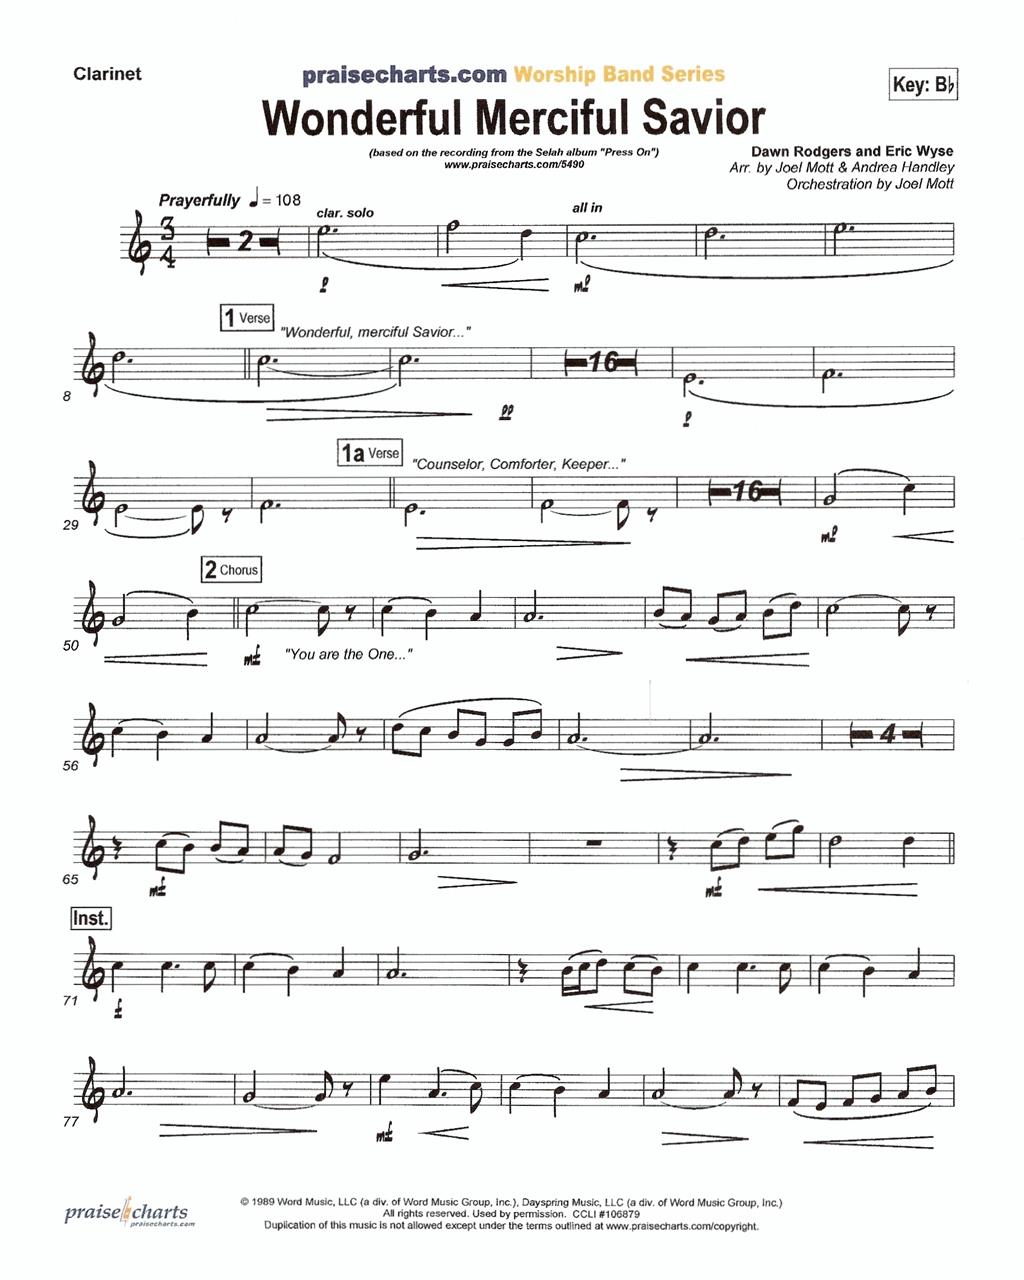 Clarinet
praisecharts.com Worship Band Series
Key: B♭
Wonderful Merciful Savior
(based on the recording from the Selah album "Press On")
www.praisecharts.com/5490
Dawn Rodgers and Eric Wyse
Arr. by Joel Mott & Andrea Handley
Orchestration by Joel Mott
Prayerfully ♩ = 108
clar. solo
all in
3/4
2
p
mf
1 Verse
"Wonderful, merciful Savior..."
16
8
pp
p
1a Verse
"Counselor, Comforter, Keeper..."
16
29
mf
2 Chorus
50
mf
"You are the One..."
4
56
65
mf
mf
Inst.
71
f
77
mf
praisecharts
praisecharts.com
© 1989 Word Music, LLC (a div. of Word Music Group, Inc.), Dayspring Music, LLC (a div. of Word Music Group, Inc.)
All rights reserved. Used by permission. CCLI #106879
Duplication of this music is not allowed except under the terms outlined at www.praisecharts.com/copyright.